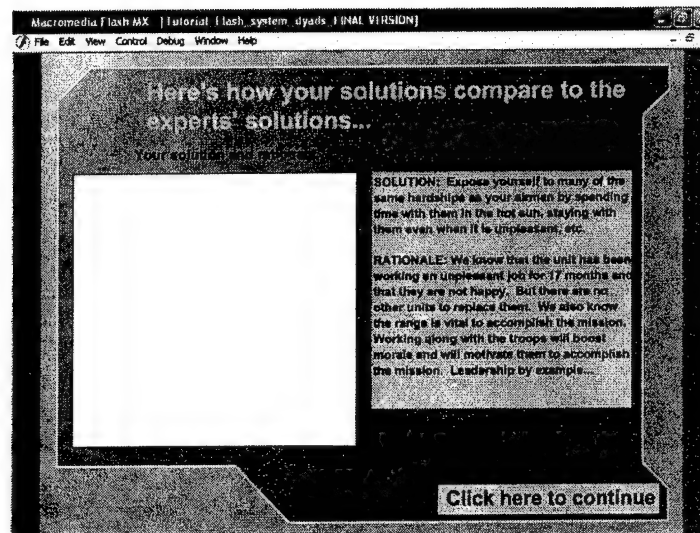 Macromedia Flash MX - [Tutorial_Flash_system_dyads_FINAL VERSION]
File Edit View Control Debug Window Help
Here's how your solutions compare to the
experts' solutions...
Your solution and
SOLUTION: Expose yourself to many of the
same hardships as your airmen by spending
time with them in the hot sun, staying with
them even when it is unpleasant, etc.
RATIONALE: We know that the unit has been
working an unpleasant job for 17 months and
that they are not happy. But there are no
other units to replace them. We also know
the range is vital to accomplish the mission.
Working along with the troops will boost
morale and will motivate them to accomplish
the mission. Leadership by example...
Click here to continue